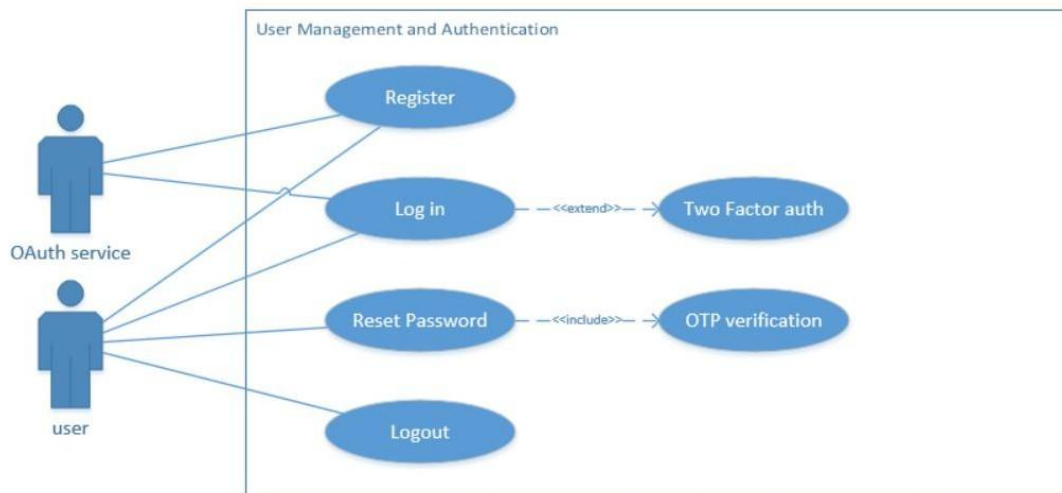 User Management and Authentication
Register
OAuth service
Log in
<<extend>>
Two Factor auth
user
Reset Password
<<include>>
OTP verification
Logout